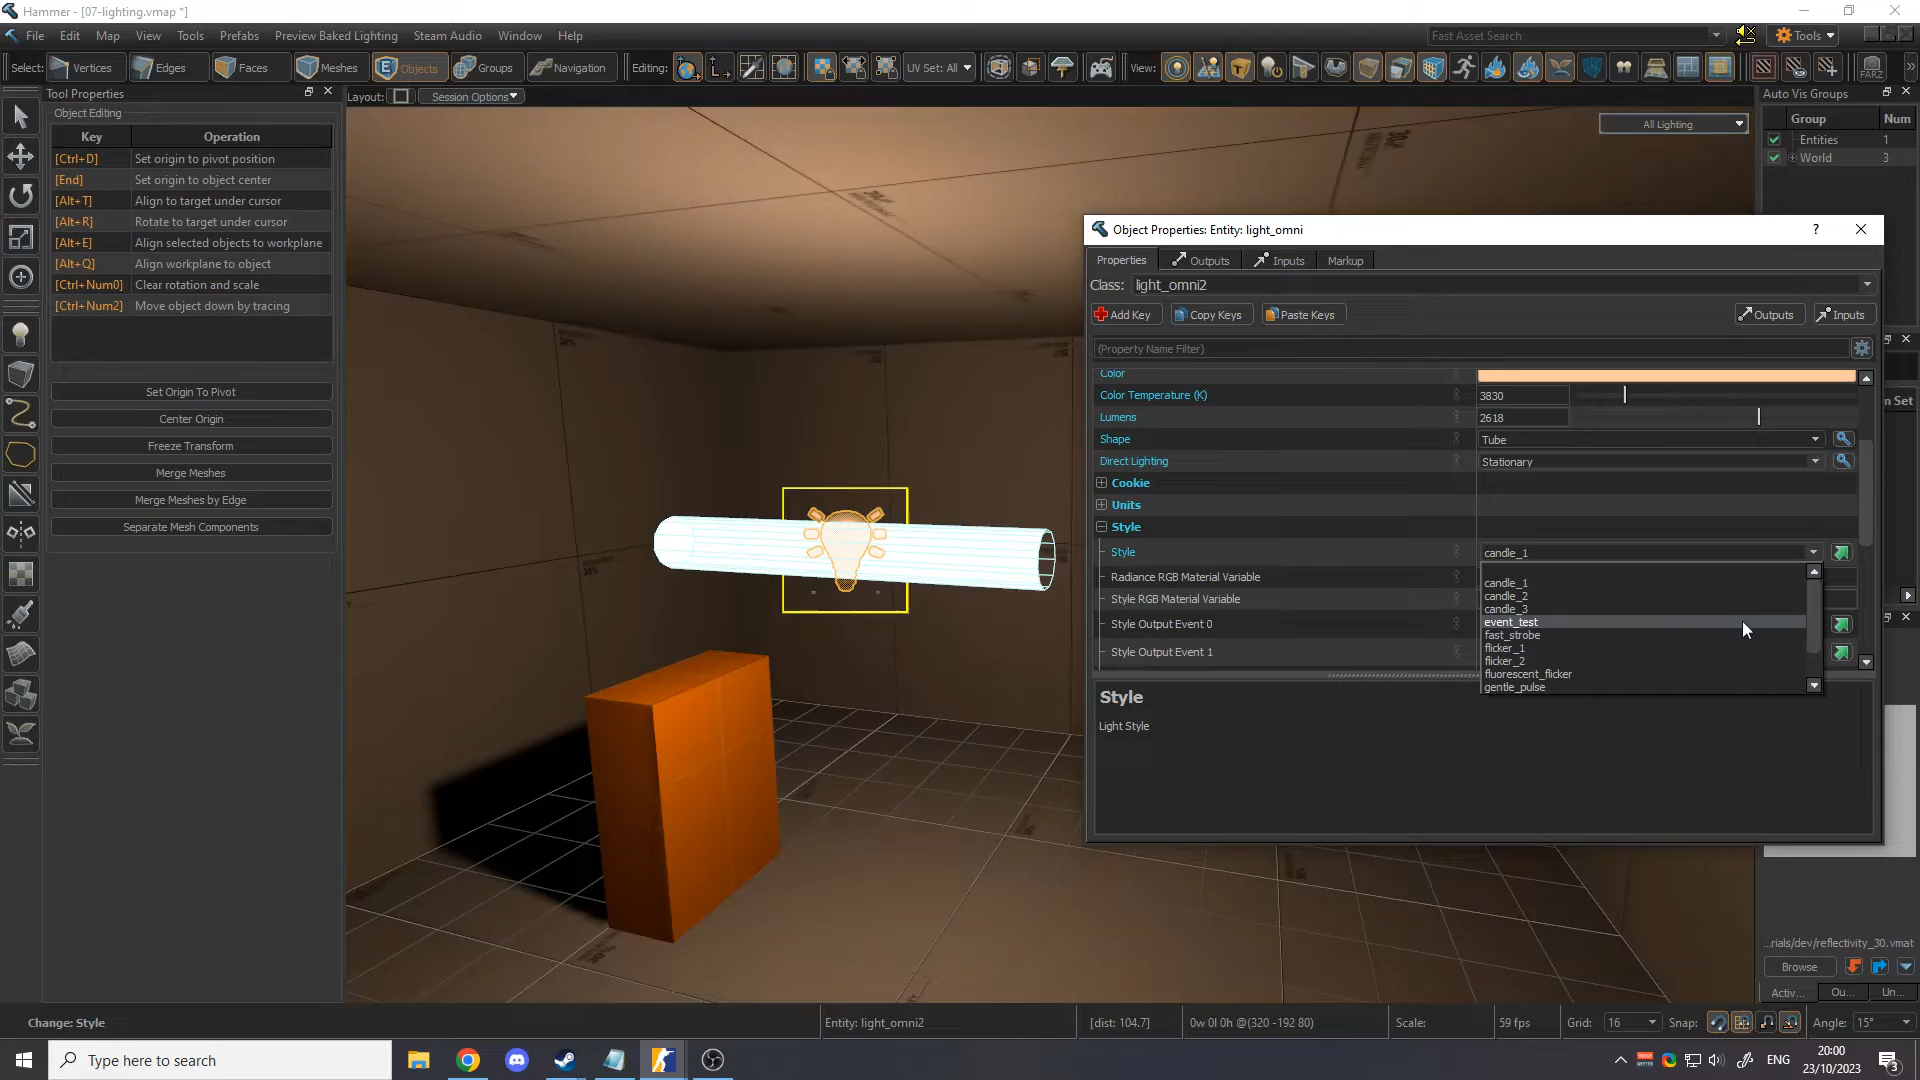 Hammer - [07-lighting.vmap *]
File Edit Map View Tools Prefabs Preview Baked Lighting Steam Audio Window Help
Fast Asset Search
Tools
Select: Vertices Edges Faces Meshes Objects Groups Navigation Editing: UV Set: All View:
FARZ
Tool Properties
Layout: Session Options
Auto Vis Groups
Object Editing
Key Operation
[Ctrl+D] Set origin to pivot position
[End] Set origin to object center
[Alt+T] Align to target under cursor
[Alt+R] Rotate to target under cursor
[Alt+E] Align selected objects to workplane
[Alt+Q] Align workplane to object
[Ctrl+Num0] Clear rotation and scale
[Ctrl+Num2] Move object down by tracing
Set Origin To Pivot
Center Origin
Freeze Transform
Merge Meshes
Merge Meshes by Edge
Separate Mesh Components
All Lighting
Group Num
Entities 1
World 3
Object Properties: Entity: light_omni
?
Properties Outputs Inputs Markup
Class: light_omni2
Add Key Copy Keys Paste Keys Outputs Inputs
(Property Name Filter)
Color
Color Temperature (K) 3830
Lumens 2618
Shape Tube
Direct Lighting Stationary
Cookie
Units
Style
Style candle_1
Radiance RGB Material Variable
Style RGB Material Variable
Style Output Event 0
Style Output Event 1
candle_1
candle_2
candle_3
event_test
fast_strobe
flicker_1
flicker_2
fluorescent_flicker
gentle_pulse
Style
Light Style
n Set
...rials/dev/reflectivity_30.vmat
Browse
Activ... Ou... Un...
Change: Style Entity: light_omni2 [dist: 104.7] 0w 0l 0h @(320 -192 80) Scale: 59 fps Grid: 16 Snap: Angle: 15°
Type here to search
ENG
20:00
23/10/2023
3